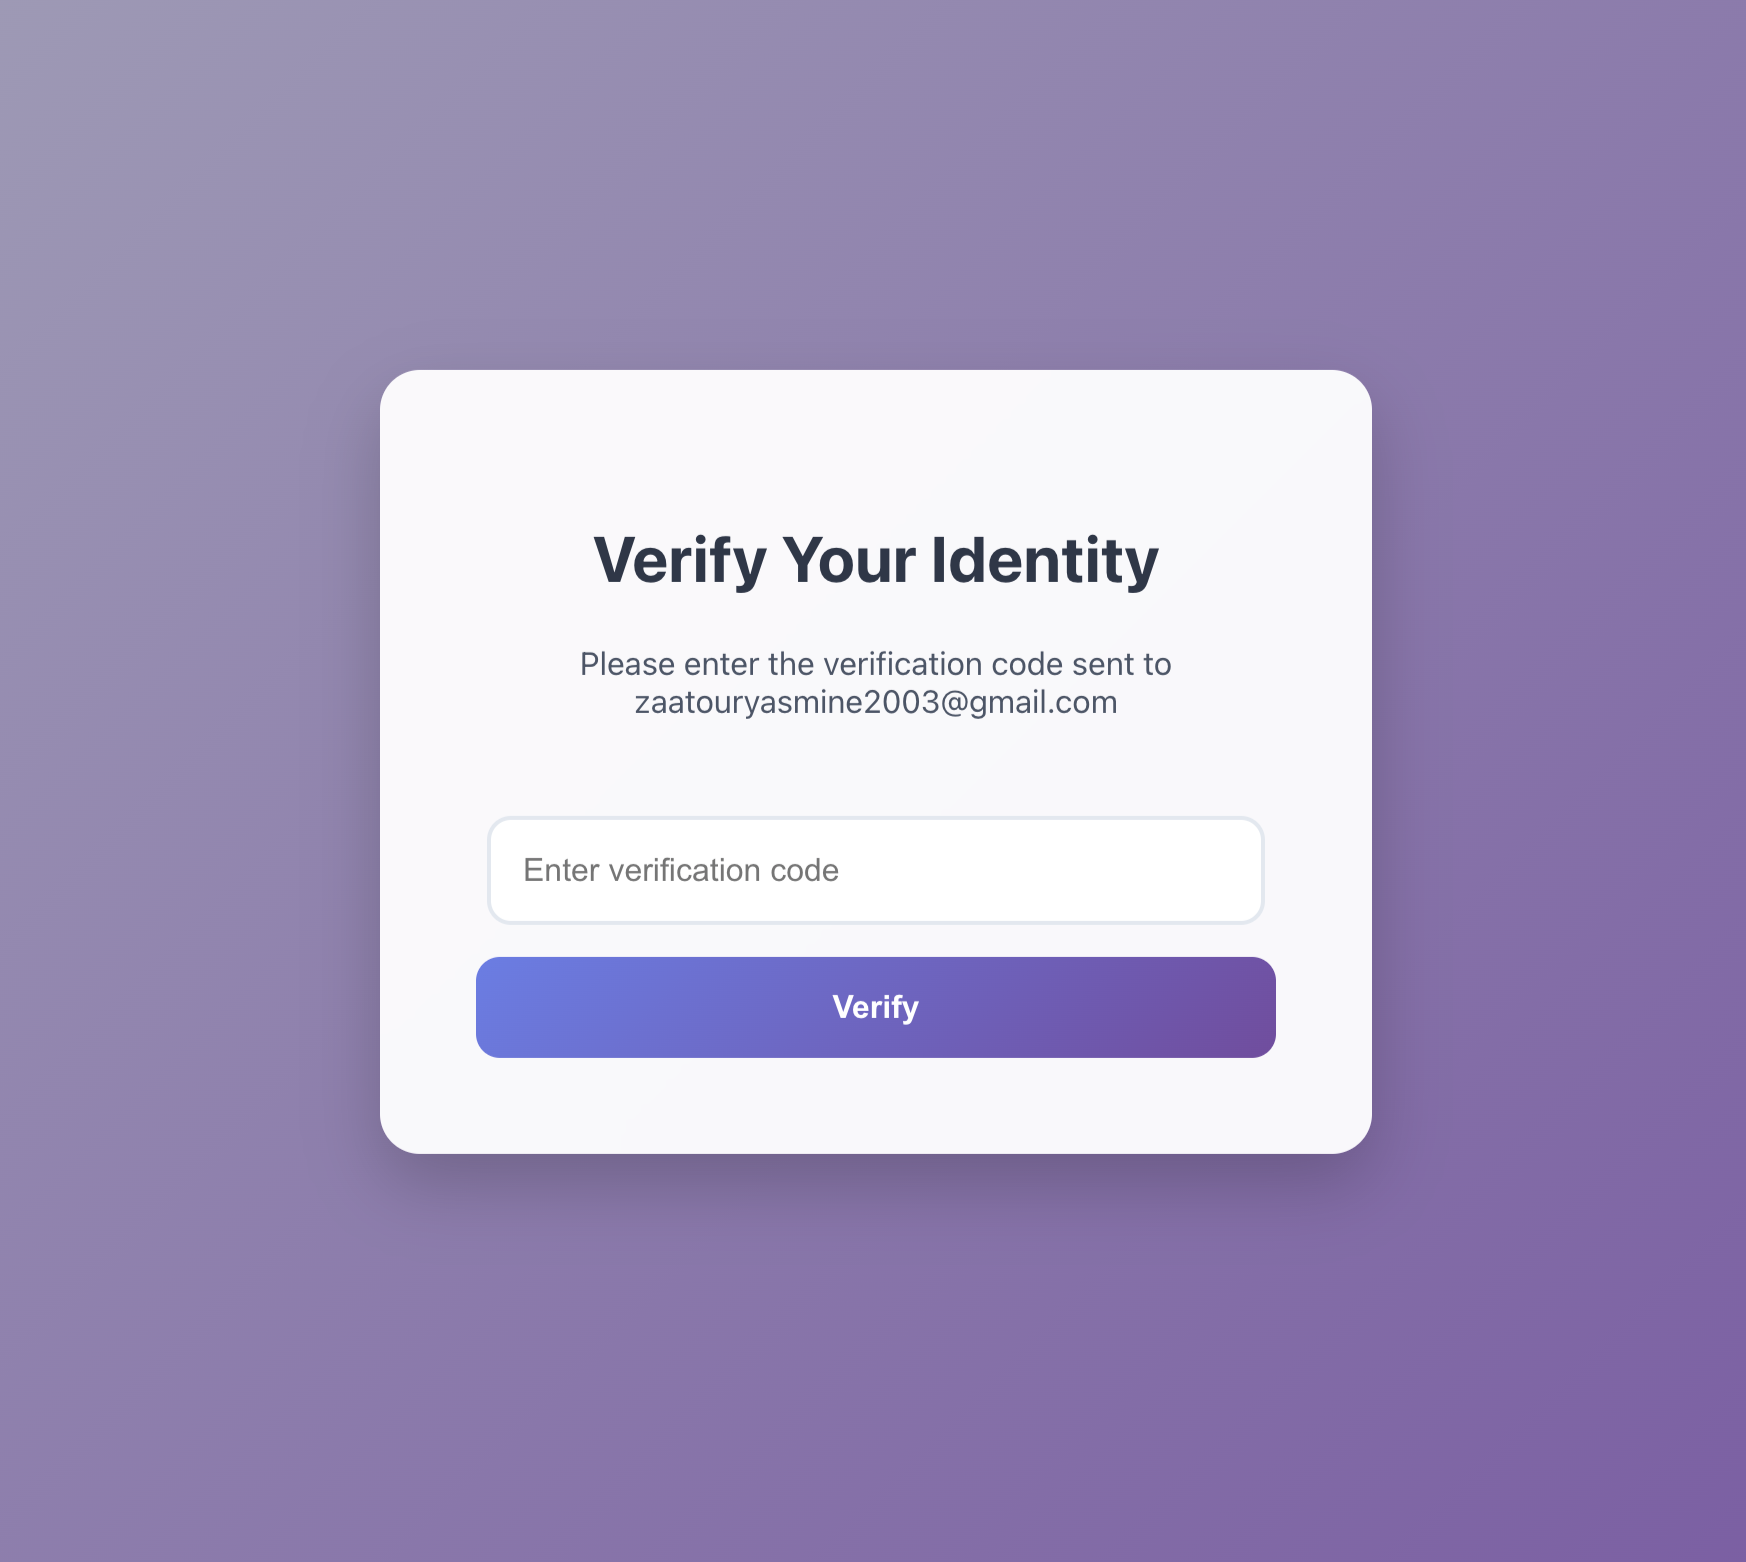 Verify Your Identity
Please enter the verification code sent to
zaatouryasmine2003@gmail.com
Enter verification code
Verify